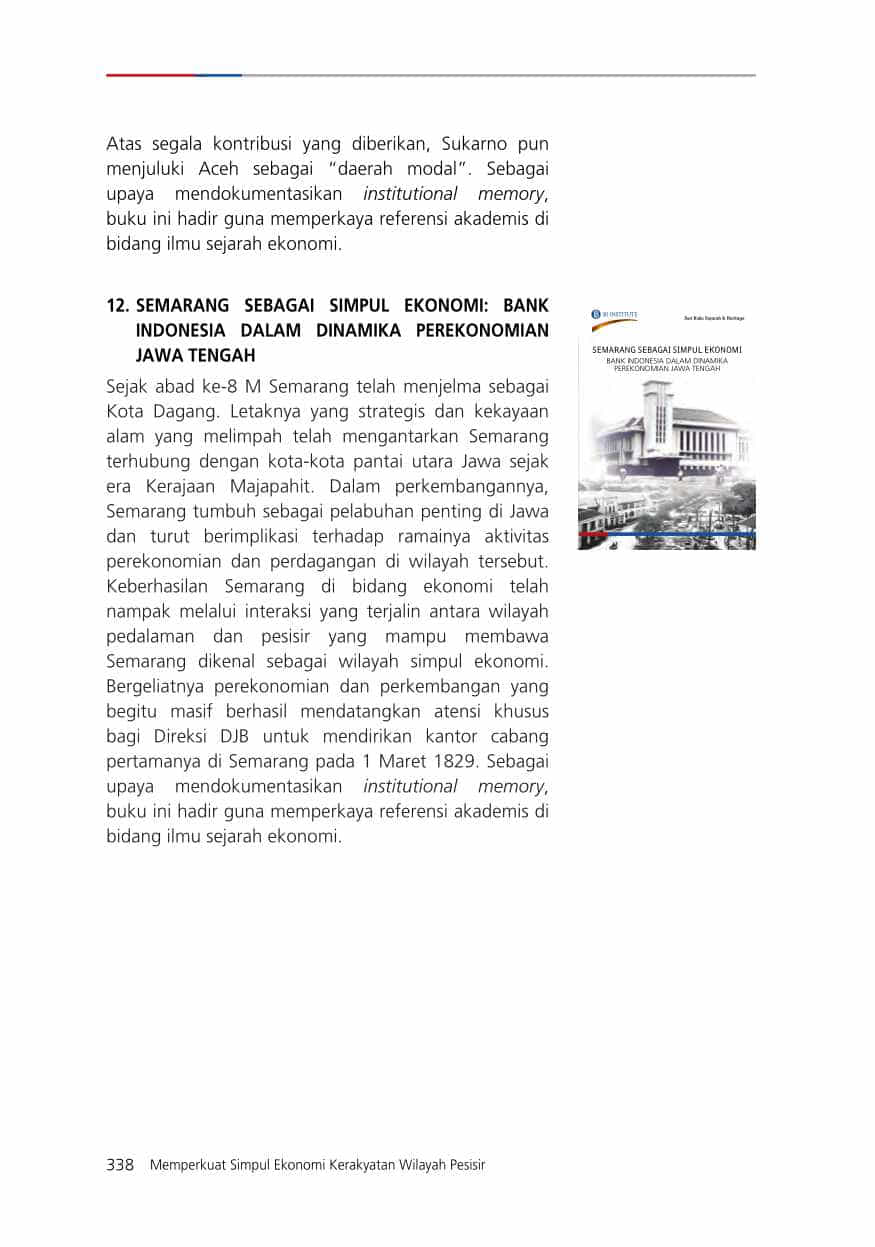 Atas segala kontribusi yang diberikan, Sukarno pun
menjuluki Aceh sebagai “daerah modal”. Sebagai
upaya mendokumentasikan institutional memory,
buku ini hadir guna memperkaya referensi akademis di
bidang ilmu sejarah ekonomi.
12. SEMARANG SEBAGAI SIMPUL EKONOMI: BANK
INDONESIA DALAM DINAMIKA PEREKONOMIAN
JAWA TENGAH
Sejak abad ke-8 M Semarang telah menjelma sebagai
Kota Dagang. Letaknya yang strategis dan kekayaan
alam yang melimpah telah mengantarkan Semarang
terhubung dengan kota-kota pantai utara Jawa sejak
era Kerajaan Majapahit. Dalam perkembangannya,
Semarang tumbuh sebagai pelabuhan penting di Jawa
dan turut berimplikasi terhadap ramainya aktivitas
perekonomian dan perdagangan di wilayah tersebut.
Keberhasilan Semarang di bidang ekonomi telah
nampak melalui interaksi yang terjalin antara wilayah
pedalaman dan pesisir yang mampu membawa
Semarang dikenal sebagai wilayah simpul ekonomi.
Bergeliatnya perekonomian dan perkembangan yang
begitu masif berhasil mendatangkan atensi khusus
bagi Direksi DJB untuk mendirikan kantor cabang
pertamanya di Semarang pada 1 Maret 1829. Sebagai
upaya mendokumentasikan institutional memory,
buku ini hadir guna memperkaya referensi akademis di
bidang ilmu sejarah ekonomi.
BI INSTITUTE
Seri Buku Sejarah & Heritage
SEMARANG SEBAGAI SIMPUL EKONOMI
BANK INDONESIA DALAM DINAMIKA
PEREKONOMIAN JAWA TENGAH
338 Memperkuat Simpul Ekonomi Kerakyatan Wilayah Pesisir